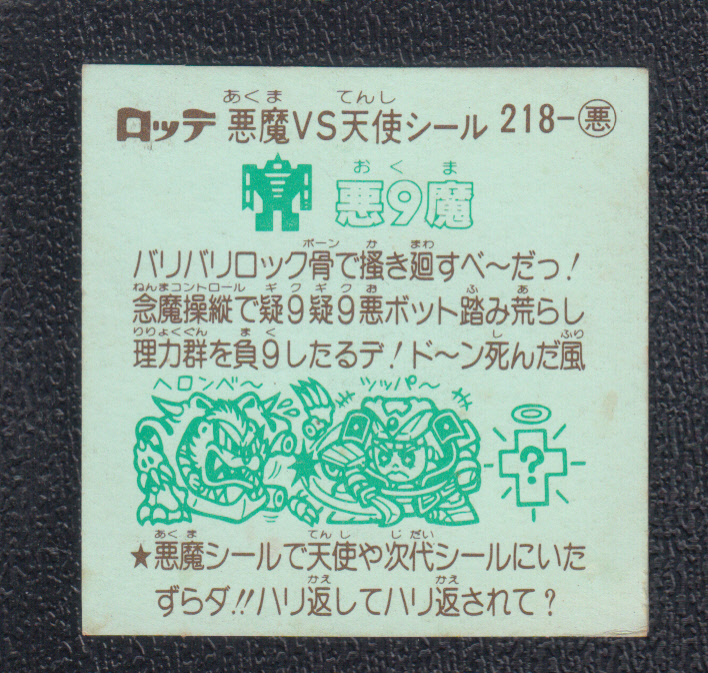 あくま てんし
ロッテ 悪魔VS天使シール 218-悪
おくま
悪9魔
ボーン か まわ
バリバリロック骨で掻き廻すベ〜だっ!
ねんまコントロール ギク ギク お ふ あ
念魔操縦で疑9疑9悪ボット踏み荒らし
りりょくぐん まく し ふり
理力群を負9したるデ!ド〜ン死んだ風
ヘロンベ〜 ツッパ〜
?
あくま てんし じだい
★悪魔シールで天使や次代シールにいた
かえ かえ
ずらダ!!ハリ返してハリ返されて?